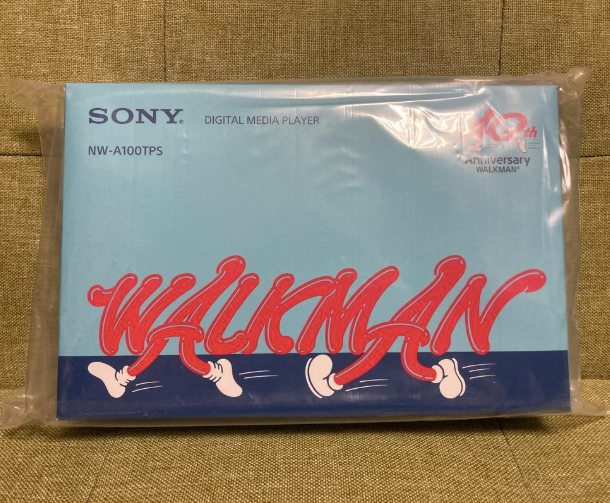 SONY®
DIGITAL MEDIA PLAYER
NW-A100TPS
40th
Anniversary
WALKMAN®
WALKMAN